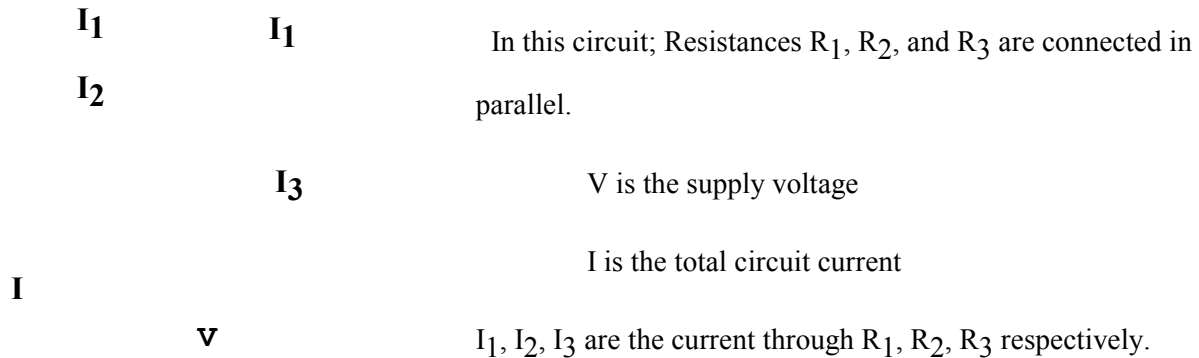 I1 I1
I2
I3
I
V
In this circuit; Resistances R1, R2, and R3 are connected in
parallel.
V is the supply voltage
I is the total circuit current
I1, I2, I3 are the current through R1, R2, R3 respectively.